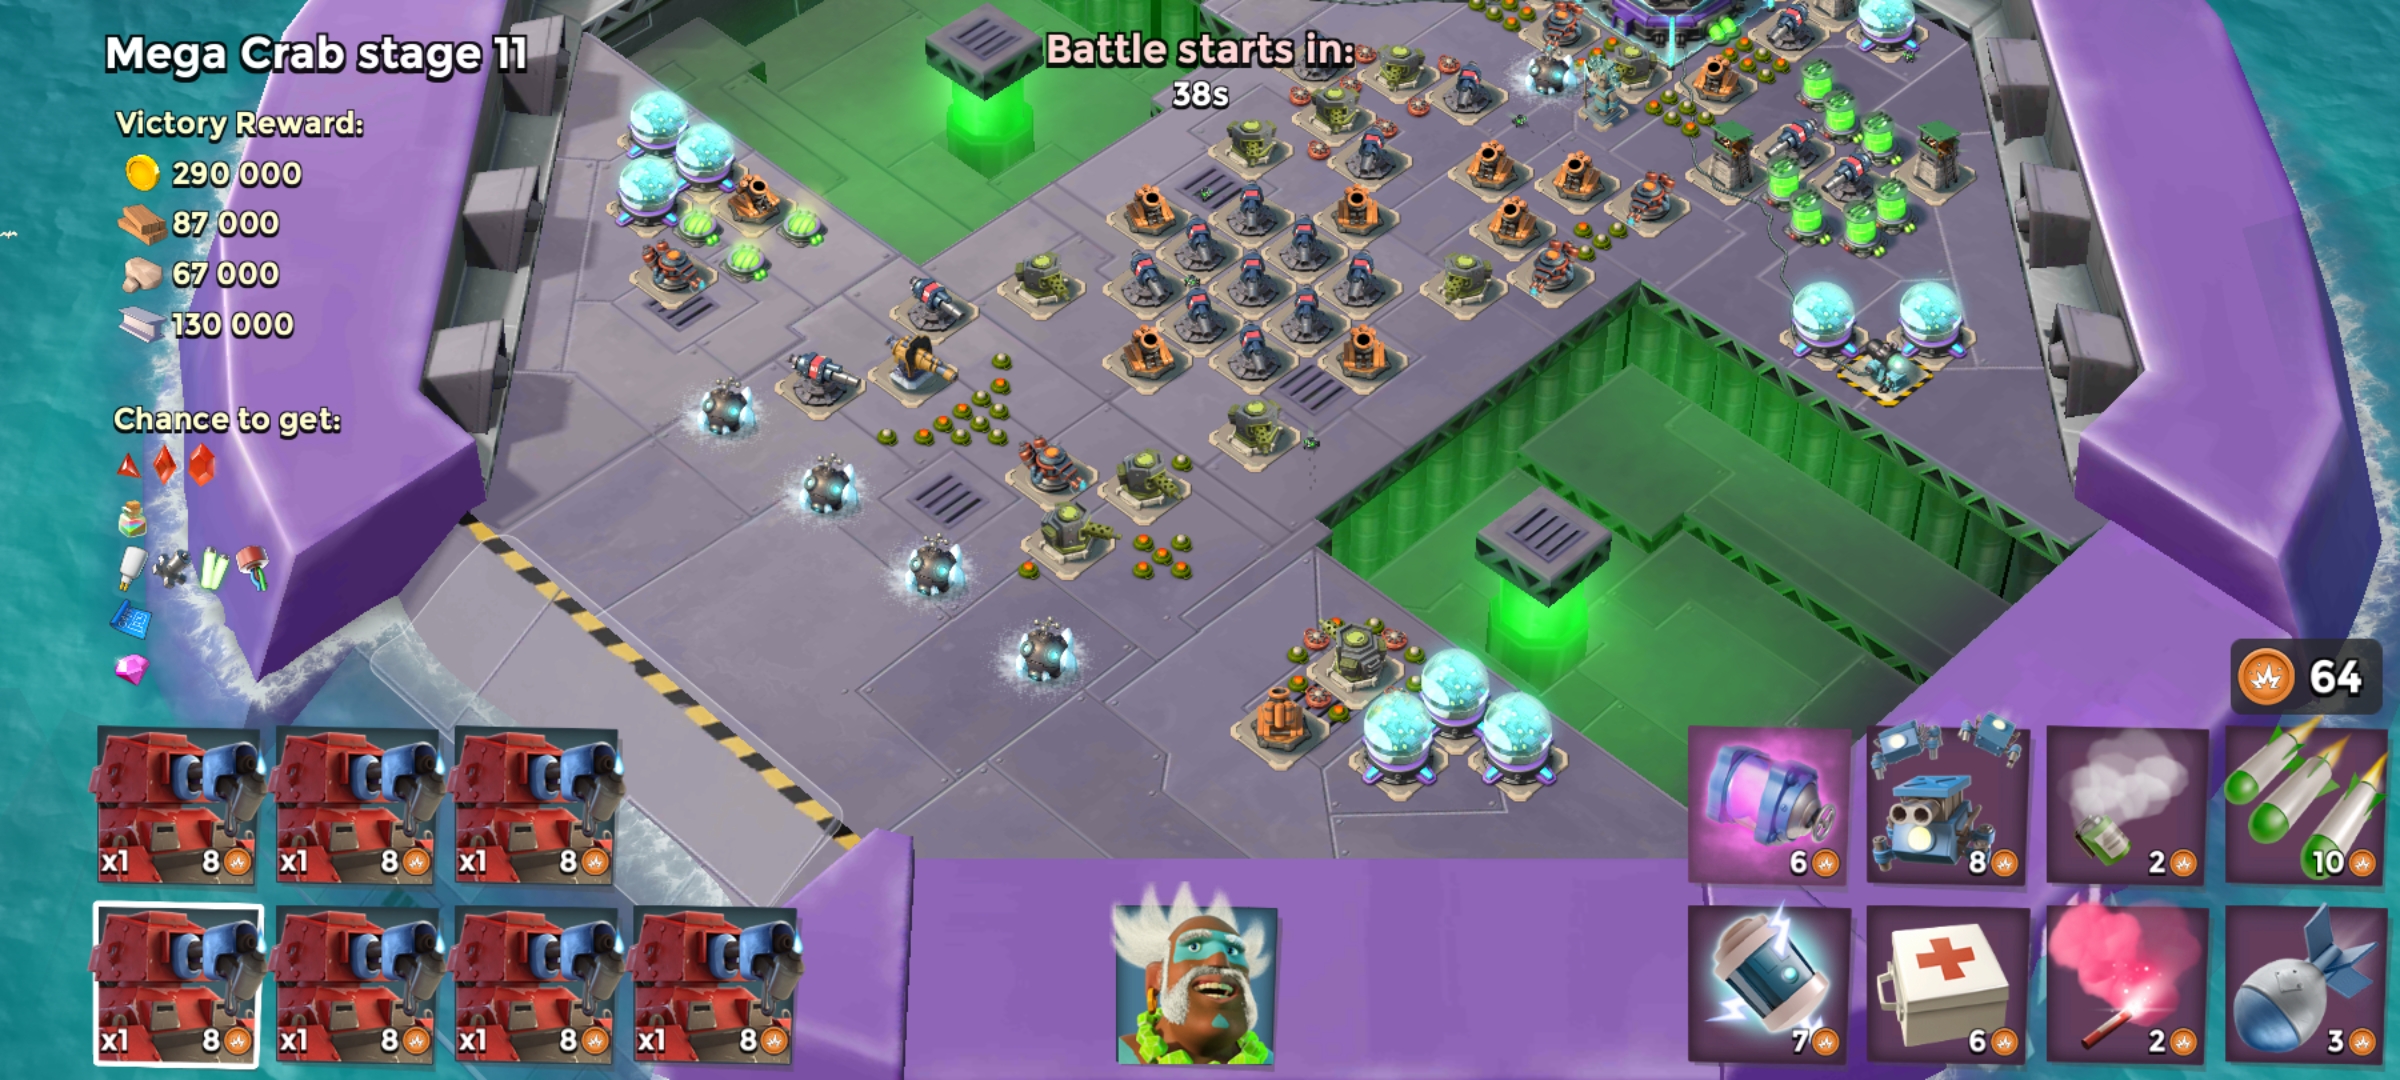 Mega Crab stage 11
Battle starts in:
38s
Victory Reward:
290 000
87 000
67 000
130 000
Chance to get:
64
x1 8
x1 8
x1 8
6
8
2
10
x1 8
x1 8
x1 8
x1 8
7
6
2
3